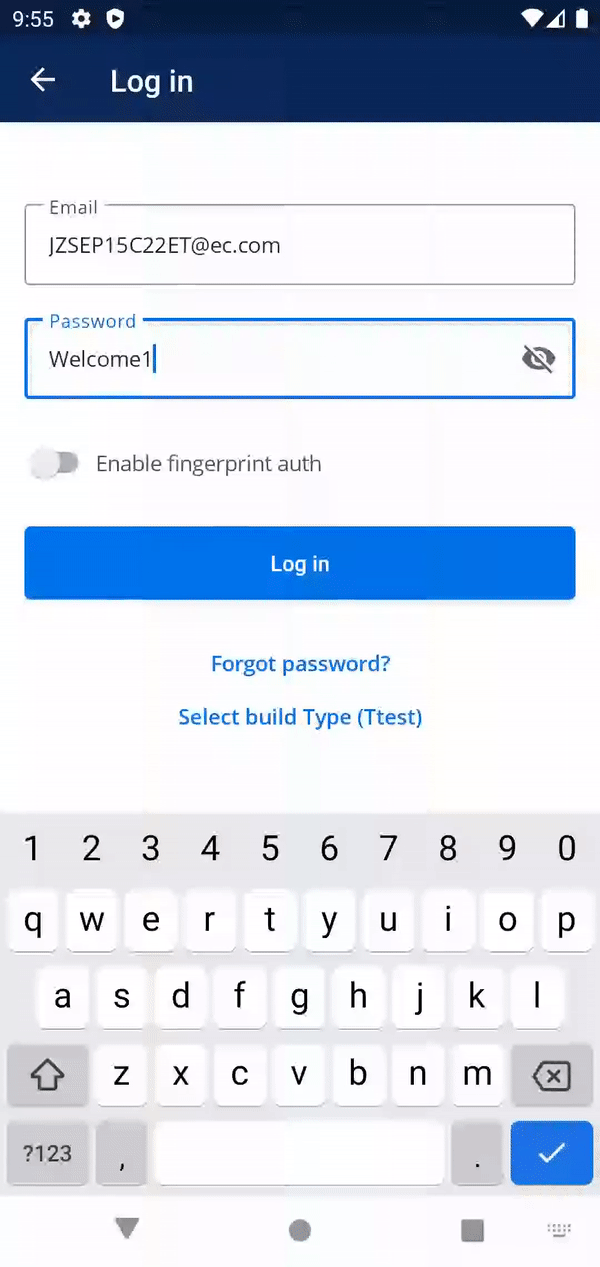 9:55
Log in
Email
JZSEP15C22ET@ec.com
Password
Welcome1
Enable fingerprint auth
Log in
Forgot password?
Select build Type (Ttest)
1 2 3 4 5 6 7 8 9 0
q w e r t y u i o p
a s d f g h j k l
z x c v b n m
?123 , .